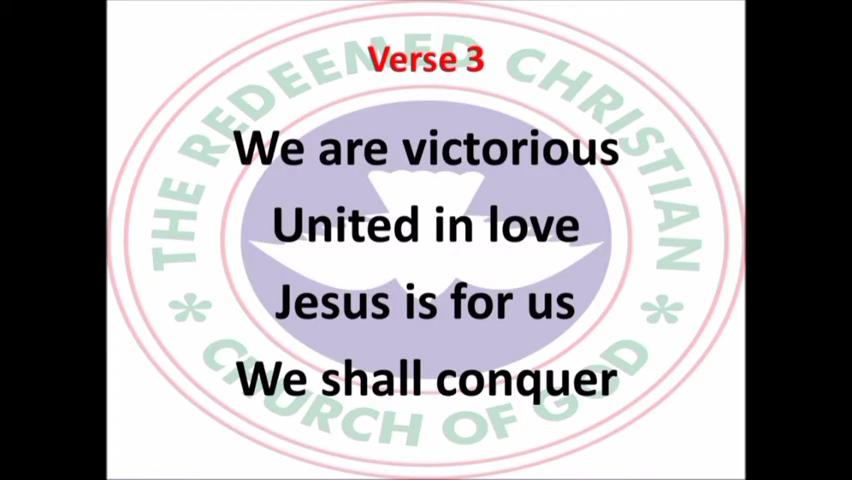 Verse 3
We are victorious
United in love
Jesus is for us
We shall conquer
THE REDEEMED CHRISTIAN
CHURCH OF GOD